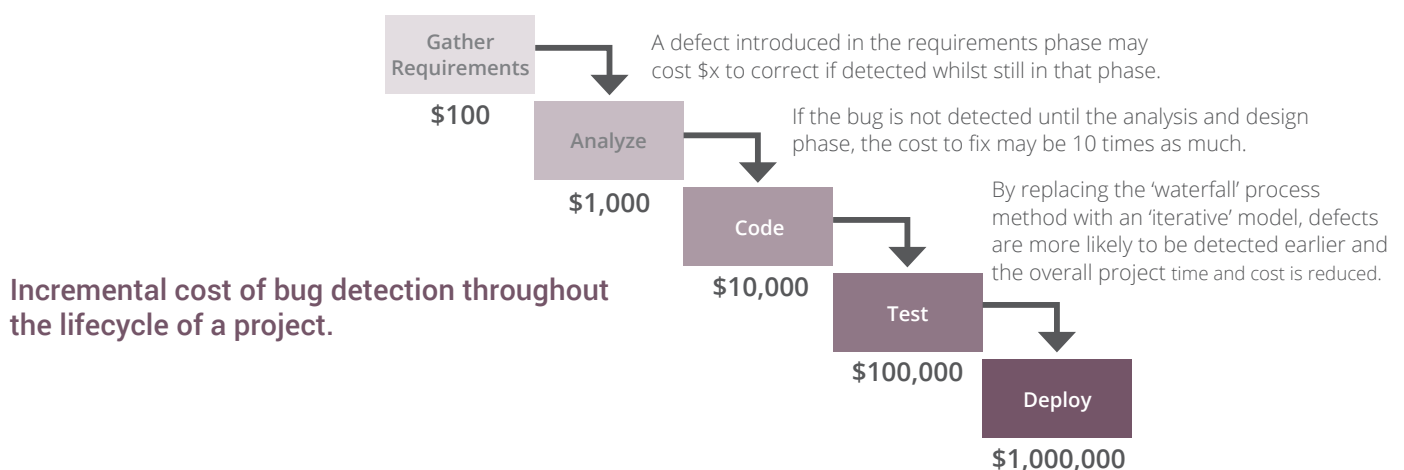 Gather
Requirements
$100
A defect introduced in the requirements phase may
cost $x to correct if detected whilst still in that phase.
Analyze
$1,000
If the bug is not detected until the analysis and design
phase, the cost to fix may be 10 times as much.
Code
$10,000
By replacing the ‘waterfall’ process
method with an ‘iterative’ model, defects
are more likely to be detected earlier and
the overall project time and cost is reduced.
Incremental cost of bug detection throughout
the lifecycle of a project.
Test
$100,000
Deploy
$1,000,000